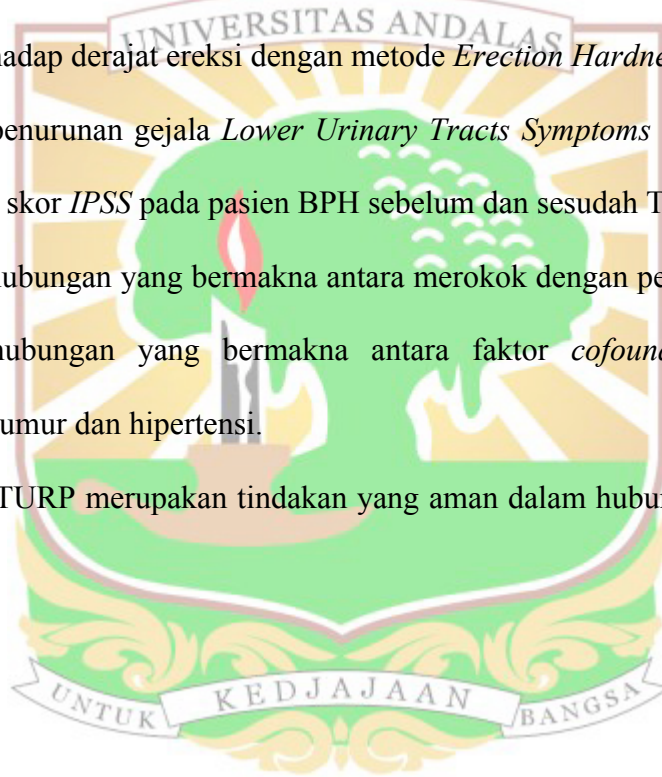 UNIVERSITAS ANDALAS
hadap derajat ereksi dengan metode Erection Hardne
penurunan gejala Lower Urinary Tracts Symptoms
skor IPSS pada pasien BPH sebelum dan sesudah T
hubungan yang bermakna antara merokok dengan pe
hubungan yang bermakna antara faktor cofound
umur dan hipertensi.
TURP merupakan tindakan yang aman dalam hubu
UNTUK KEDJAJAAN BANGSA